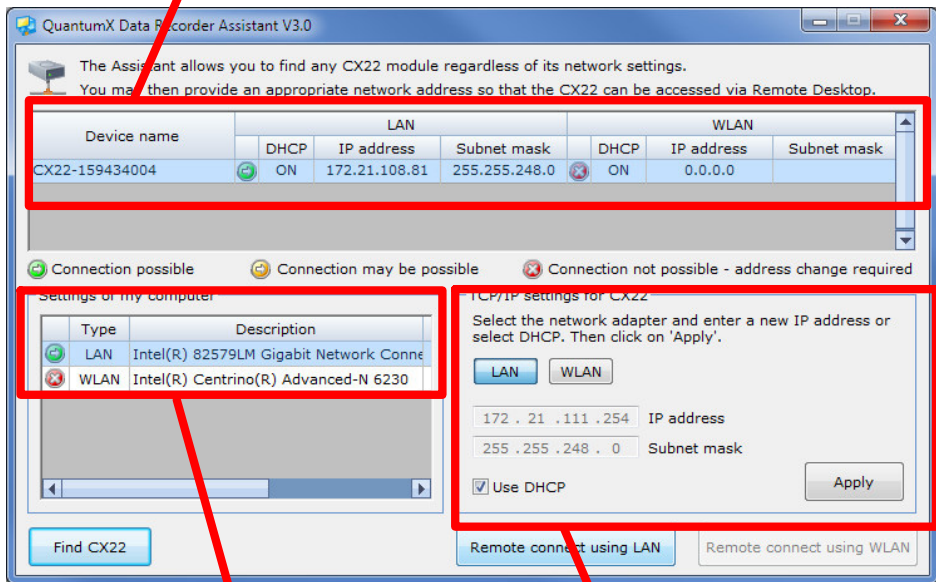 QuantumX Data Recorder Assistant V3.0
The Assistant allows you to find any CX22 module regardless of its network settings.
You may then provide an appropriate network address so that the CX22 can be accessed via Remote Desktop.
Device name LAN WLAN
DHCP IP address Subnet mask DHCP IP address Subnet mask
CX22-159434004 ON 172.21.108.81 255.255.248.0 ON 0.0.0.0
Connection possible Connection may be possible Connection not possible - address change required
Settings of my computer
Type Description
LAN Intel(R) 82579LM Gigabit Network Conne
WLAN Intel(R) Centrino(R) Advanced-N 6230
TCP/IP settings for CX22
Select the network adapter and enter a new IP address or
select DHCP. Then click on 'Apply'.
LAN WLAN
172 . 21 . 111 . 254 IP address
255 . 255 . 248 . 0 Subnet mask
Use DHCP
Apply
Find CX22
Remote connect using LAN
Remote connect using WLAN